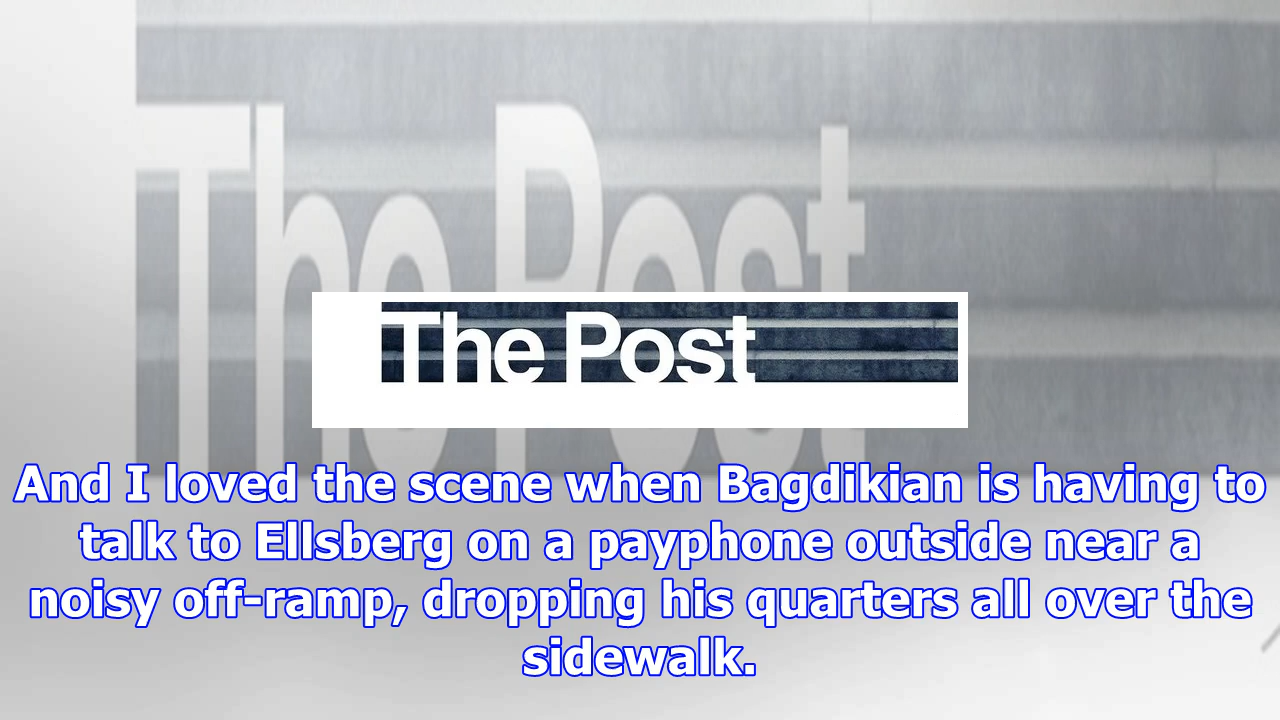 The Post
The Post
And I loved the scene when Bagdikian is having to
talk to Ellsberg on a payphone outside near a
noisy off-ramp, dropping his quarters all over the
sidewalk.